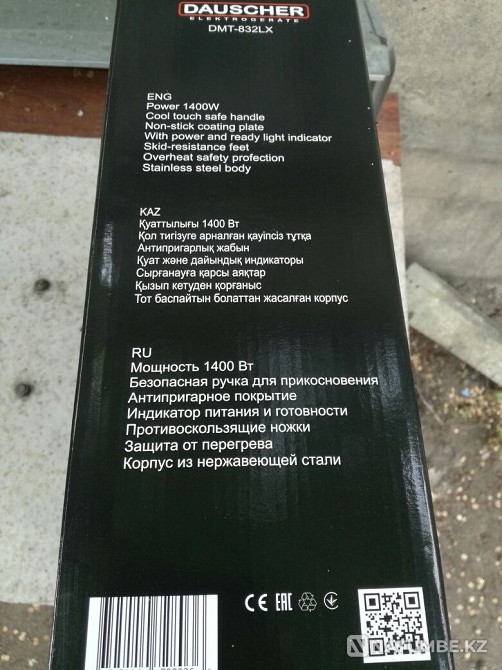 DAUSCHER
ELEKTROGERÄTE
DMT-832LX
ENG
Power 1400W
Cool touch safe handle
Non-stick coating plate
With power and ready light indicator
Skid-resistance feet
Overheat safety profection
Stainless steel body
KAZ
Қуаттылығы 1400 Вт
Қол тигізуге арналған қауіпсіз тұтқа
Антипригарлық жабын
Қуат және дайындық индикаторы
Сырғанауға қарсы аяқтар
Қызып кетуден қорғаныс
Тот баспайтын болаттан жасалған корпус
RU
Мощность 1400 Вт
Безопасная ручка для прикосновения
Антипригарное покрытие
Индикатор питания и готовности
Противоскользящие ножки
Защита от перегрева
Корпус из нержавеющей стали
CE EAC